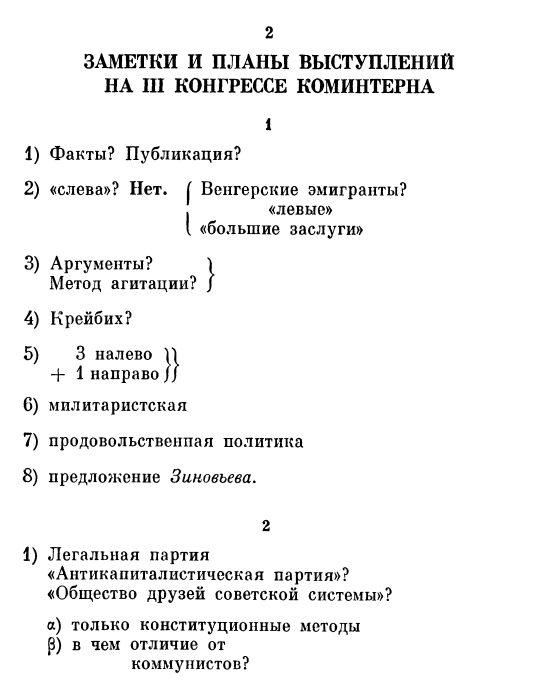 2
ЗАМЕТКИ И ПЛАНЫ ВЫСТУПЛЕНИЙ
НА III КОНГРЕССЕ КОМИНТЕРНА
1
1) Факты? Публикация?
2) «слева»? Нет. { Венгерские эмигранты?
«левые»
«большие заслуги»
3) Аргументы?
Метод агитации? }
4) Крейбих?
5) 3 налево }}
+ 1 направо
6) милитаристская
7) продовольственная политика
8) предложение Зиновьева.
2
1) Легальная партия
«Антикапиталистическая партия»?
«Общество друзей советской системы»?
α) только конституционные методы
β) в чем отличие от
коммунистов?